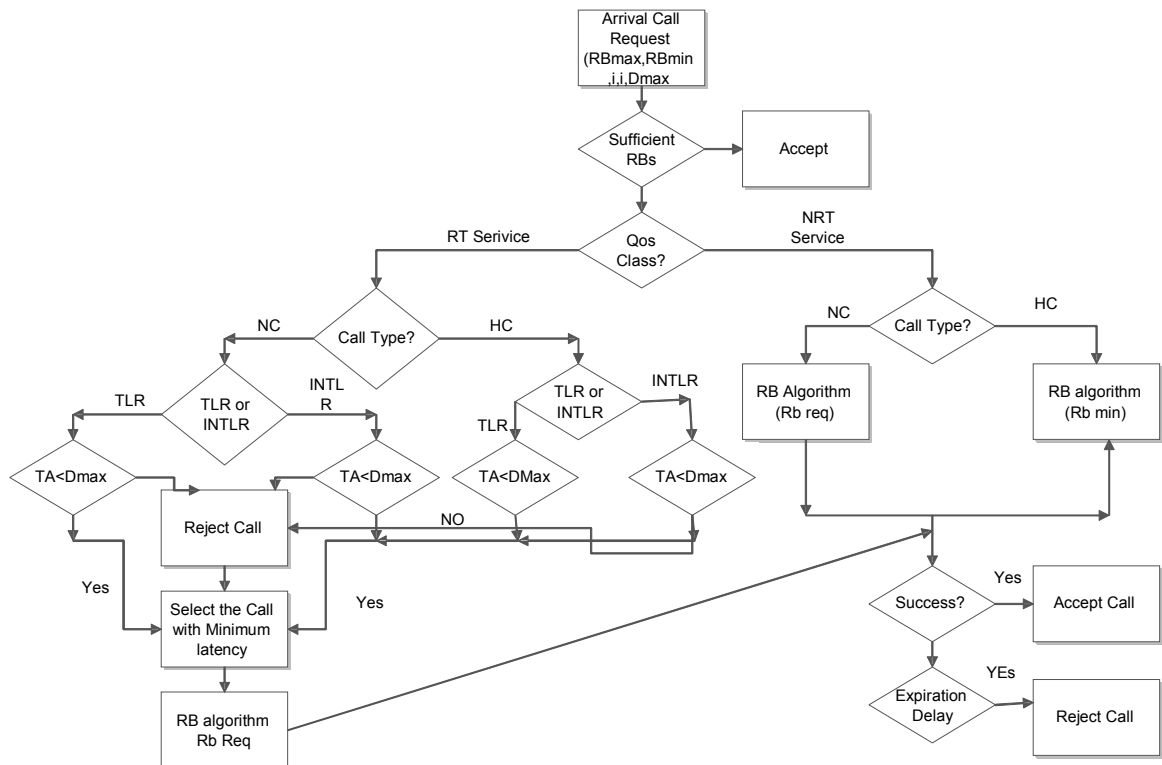 Arrival Call
Request
(RBmax,RBmin
,i,i,Dmax
Sufficient
RBs
Accept
RT Serivice
Qos
Class?
NRT
Service
NC
Call Type?
HC
NC
Call Type?
HC
TLR
TLR or
INTLR
INTL
R
TLR
TLR or
INTLR
INTLR
RB Algorithm
(Rb req)
RB algorithm
(Rb min)
TA<Dmax
TA<Dmax
TA<DMax
TA<Dmax
Reject Call
NO
Yes
Select the Call
with Minimum
latency
Yes
Success?
Yes
Accept Call
RB algorithm
Rb Req
Expiration
Delay
YEs
Reject Call